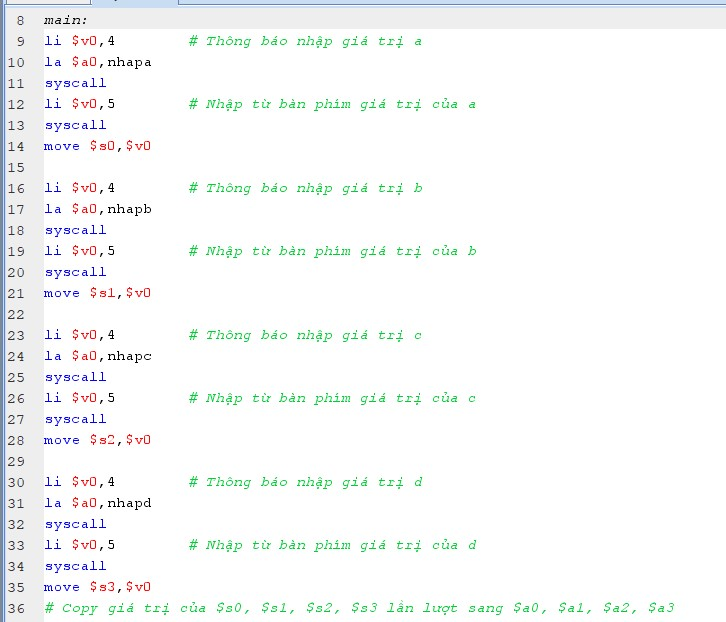 8 main:
9 li $v0,4 # Thông báo nhập giá trị a
10 la $a0,nhapa
11 syscall
12 li $v0,5 # Nhập từ bàn phím giá trị của a
13 syscall
14 move $s0,$v0
15
16 li $v0,4 # Thông báo nhập giá trị b
17 la $a0,nhapb
18 syscall
19 li $v0,5 # Nhập từ bàn phím giá trị của b
20 syscall
21 move $s1,$v0
22
23 li $v0,4 # Thông báo nhập giá trị c
24 la $a0,nhapc
25 syscall
26 li $v0,5 # Nhập từ bàn phím giá trị của c
27 syscall
28 move $s2,$v0
29
30 li $v0,4 # Thông báo nhập giá trị d
31 la $a0,nhapd
32 syscall
33 li $v0,5 # Nhập từ bàn phím giá trị của d
34 syscall
35 move $s3,$v0
36 # Copy giá trị của $s0, $s1, $s2, $s3 lần lượt sang $a0, $a1, $a2, $a3